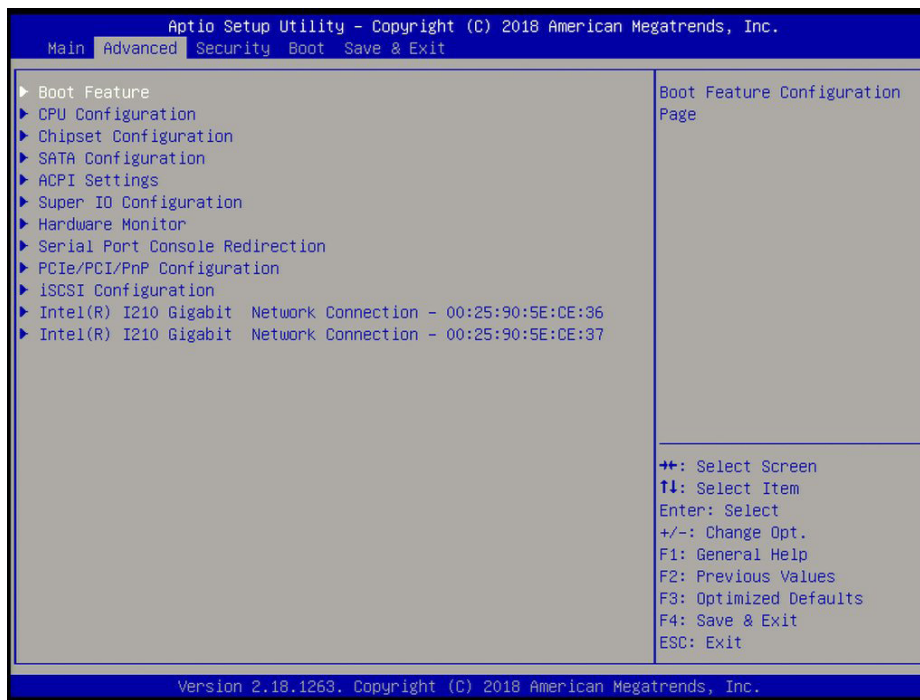 Aptio Setup Utility – Copyright (C) 2018 American Megatrends, Inc.
Main Advanced Security Boot Save & Exit
▶ Boot Feature
▶ CPU Configuration
▶ Chipset Configuration
▶ SATA Configuration
▶ ACPI Settings
▶ Super IO Configuration
▶ Hardware Monitor
▶ Serial Port Console Redirection
▶ PCIe/PCI/PnP Configuration
▶ iSCSI Configuration
▶ Intel(R) I210 Gigabit  Network Connection – 00:25:90:5E:CE:36
▶ Intel(R) I210 Gigabit  Network Connection – 00:25:90:5E:CE:37
Boot Feature Configuration
Page
→←: Select Screen
↑↓: Select Item
Enter: Select
+/-: Change Opt.
F1: General Help
F2: Previous Values
F3: Optimized Defaults
F4: Save & Exit
ESC: Exit
Version 2.18.1263. Copyright (C) 2018 American Megatrends, Inc.